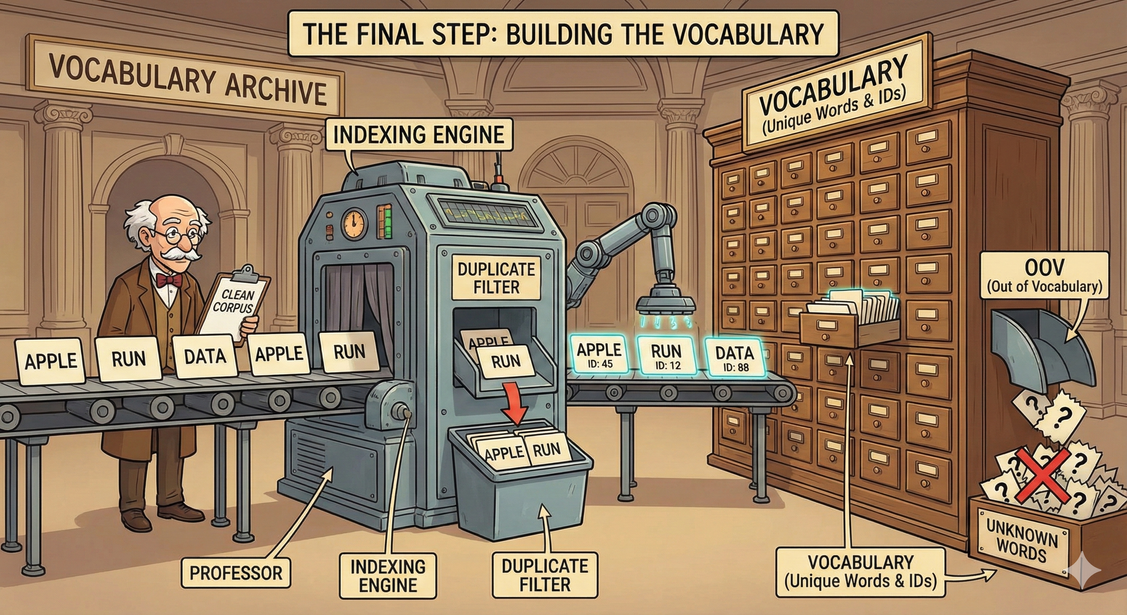 THE FINAL STEP: BUILDING THE VOCABULARY
VOCABULARY ARCHIVE
INDEXING ENGINE
VOCABULARY
(Unique Words & IDs)
CLEAN
CORPUS
DUPLICATE
FILTER
OOV
(Out of Vocabulary)
APPLE
RUN
DATA
APPLE
RUN
APPLE
RUN
APPLE
ID: 45
RUN
ID: 12
DATA
ID: 88
APPLE
RUN
?
?
?
?
?
?
?
UNKNOWN
WORDS
PROFESSOR
INDEXING
ENGINE
DUPLICATE
FILTER
VOCABULARY
(Unique Words & IDs)